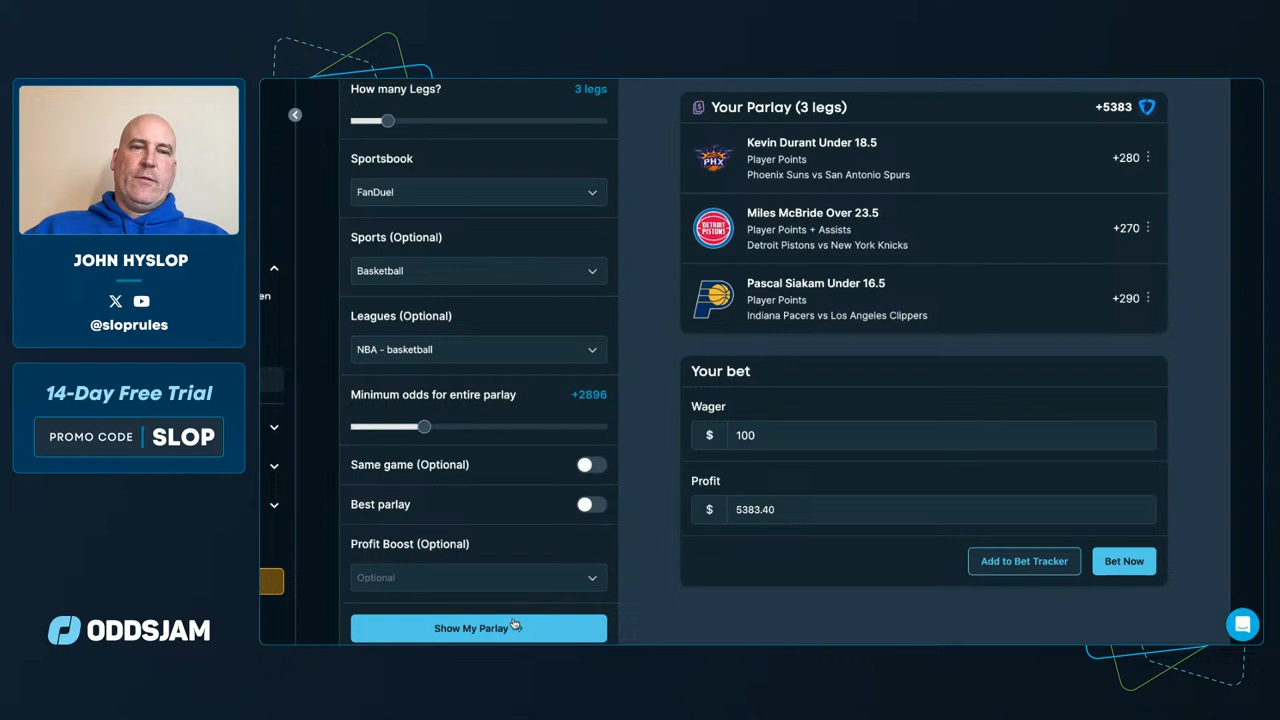 JOHN HYSLOP
@sloprules
14-Day Free Trial
PROMO CODE | SLOP
ODDSJAM
en
How many Legs? 3 legs
Sportsbook
FanDuel
Sports (Optional)
Basketball
Leagues (Optional)
NBA - basketball
Minimum odds for entire parlay +2896
Same game (Optional)
Best parlay
Profit Boost (Optional)
Optional
Show My Parlay
Your Parlay (3 legs) +5383
PHX
Kevin Durant Under 18.5
Player Points +280
Phoenix Suns vs San Antonio Spurs
DETROIT
PISTONS
Miles McBride Over 23.5
Player Points + Assists +270
Detroit Pistons vs New York Knicks
Pascal Siakam Under 16.5
Player Points +290
Indiana Pacers vs Los Angeles Clippers
Your bet
Wager
$ 100
Profit
$ 5383.40
Add to Bet Tracker Bet Now